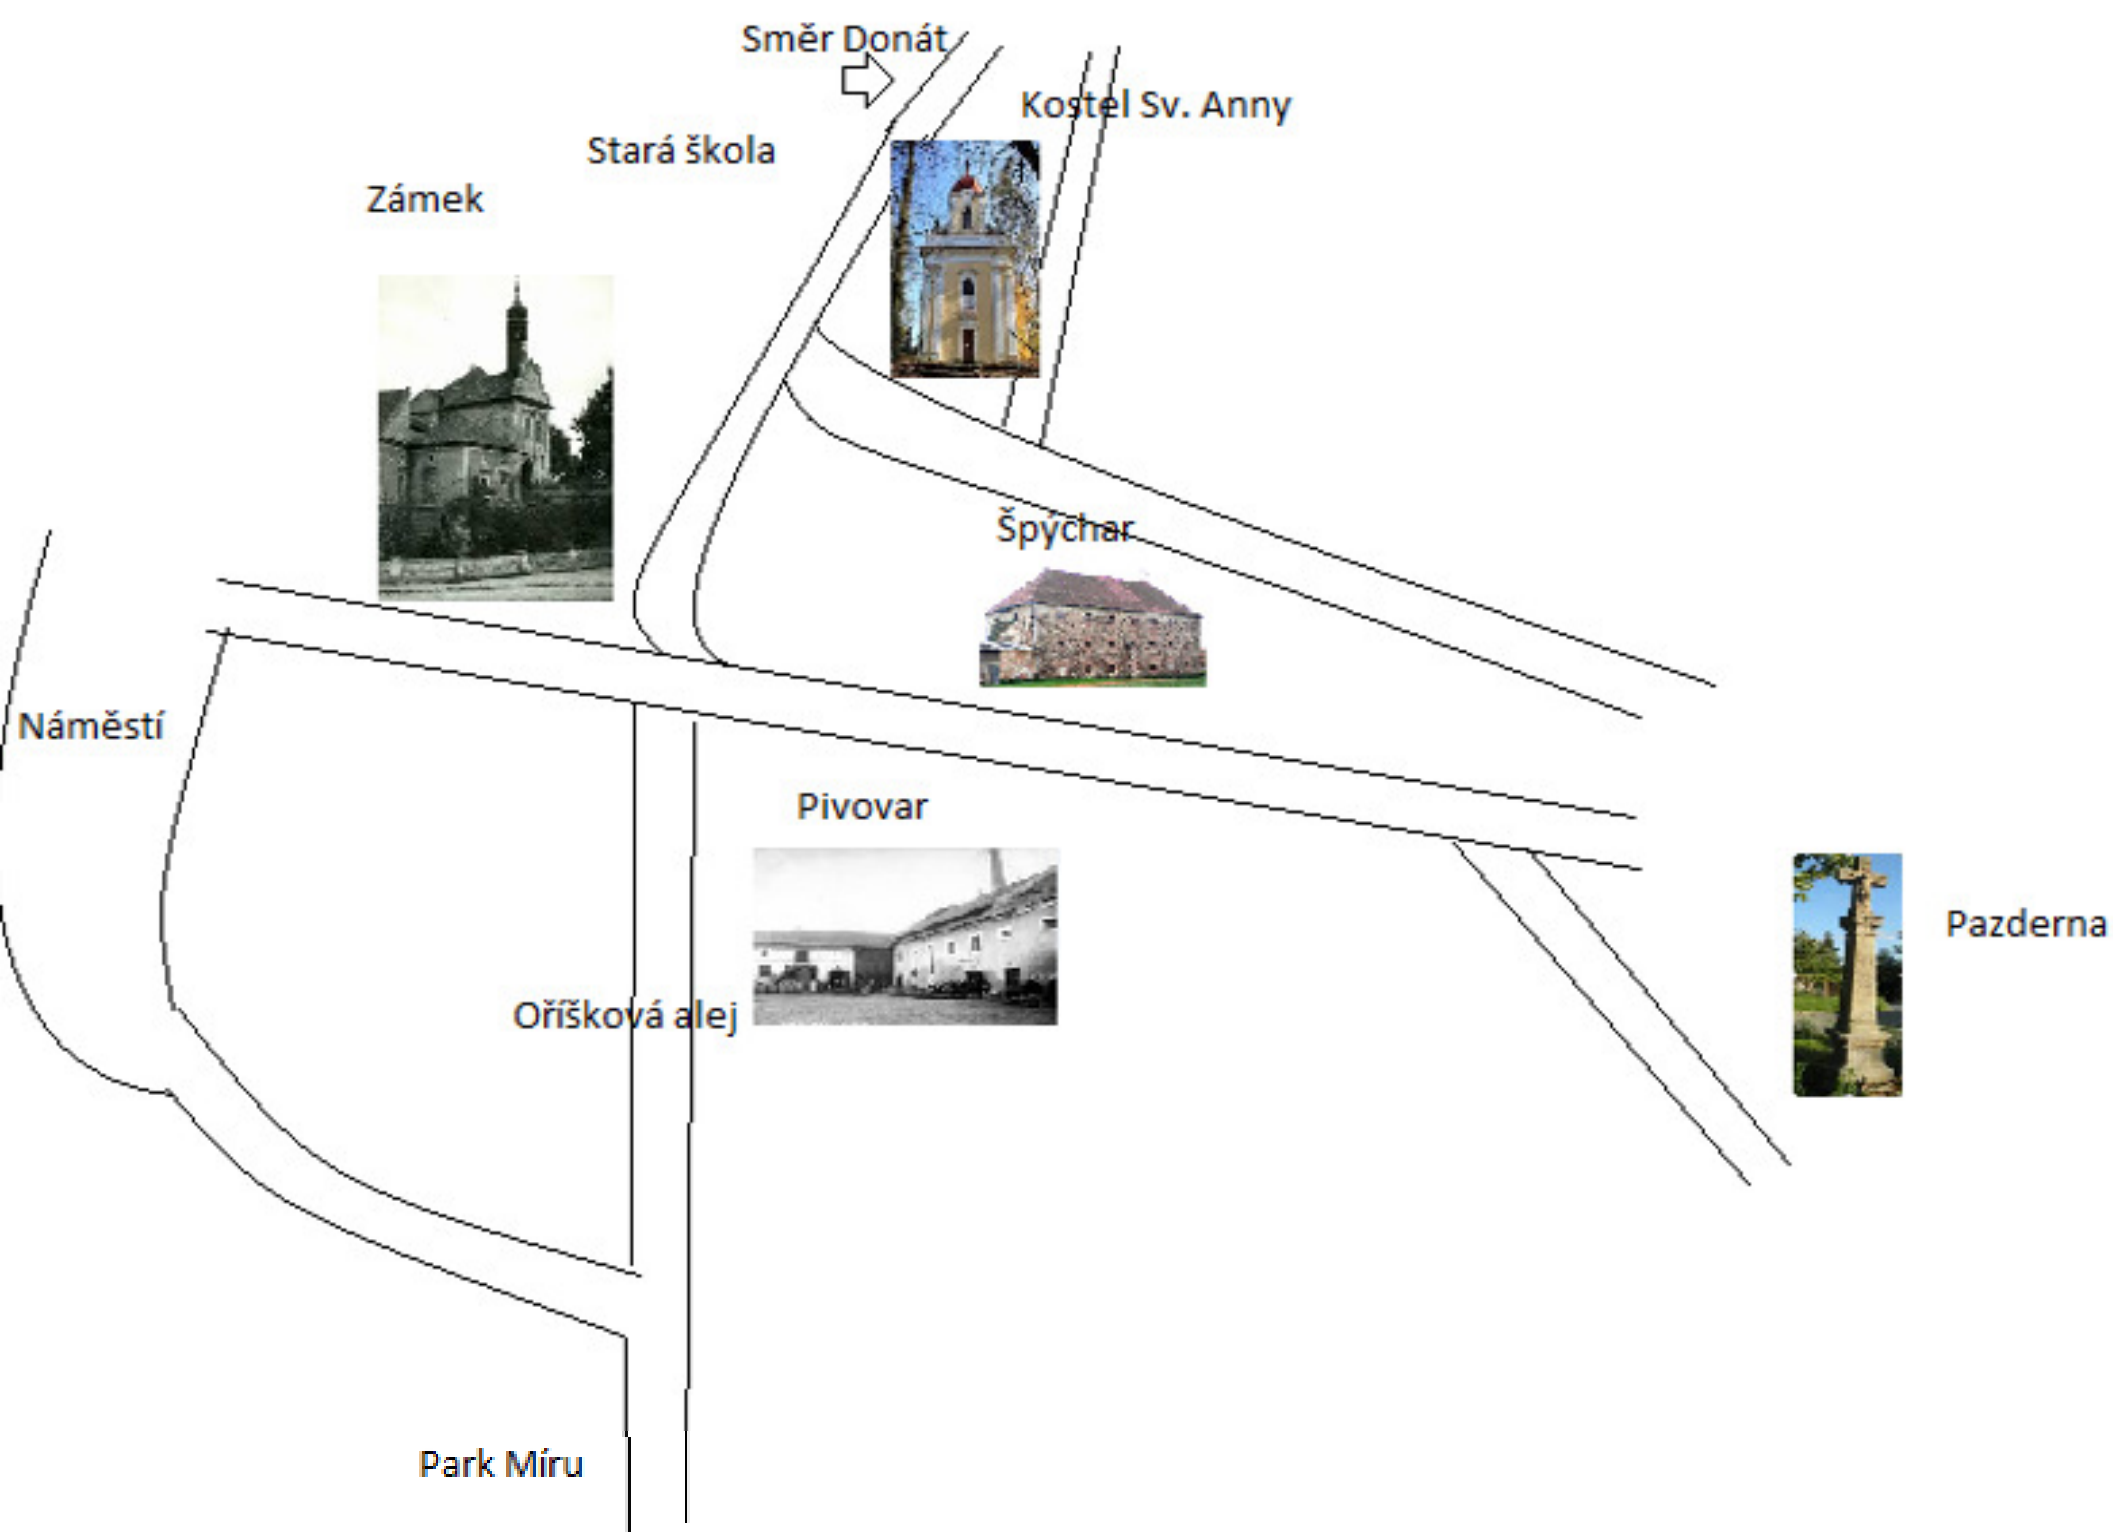 Směr Donát
Kostel Sv. Anny
Stará škola
Zámek
Špýchar
Náměstí
Pivovar
Pazderna
Oříšková alej
Park Míru